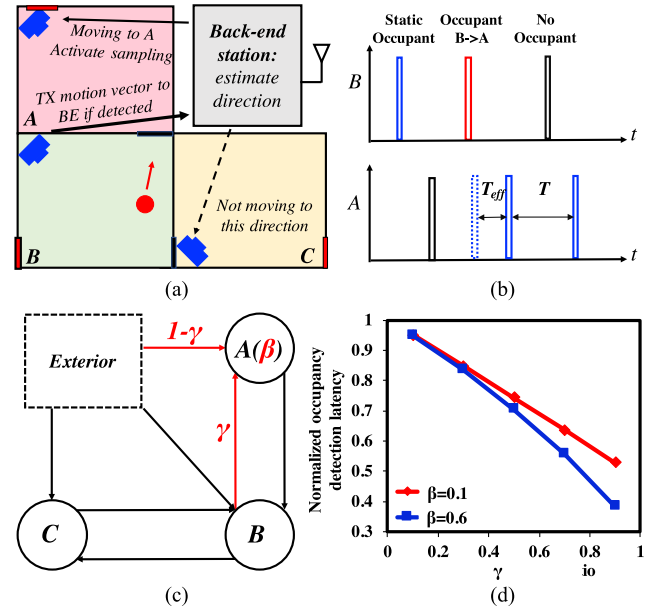 Moving to A
Activate sampling
TX motion vector to
BE if detected
A
Back-end
station:
estimate
direction
Not moving to
this direction
B
C
(a)
Static
Occupant
Occupant
B->A
No
Occupant
B
t
A
Teff
T
t
(b)
Exterior
1-γ
A(β)
γ
C
B
(c)
Normalized occupancy
detection latency
1
0.9
0.8
0.7
0.6
0.5
0.4
0.3
β=0.1
β=0.6
0 0.2 0.4 0.6 0.8 1
γ io
(d)